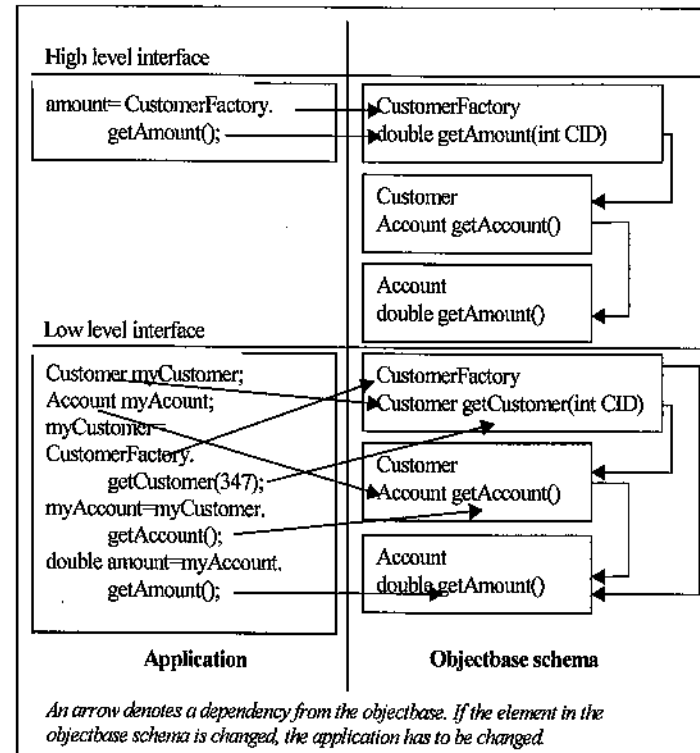 High level interface
amount= CustomerFactory.
getAmount();
CustomerFactory
double getAmount(int CID)
Customer
Account getAccount()
Account
double getAmount()
Low level interface
Customer myCustomer;
Account myAcount;
myCustomer=
CustomerFactory.
getCustomer(347);
myAccount=myCustomer.
getAccount();
double amount=myAccount.
getAmount();
CustomerFactory
Customer getCustomer(int CID)
Customer
Account getAccount()
Account
double getAmount()
Application
Objectbase schema
An arrow denotes a dependency from the objectbase. If the element in the
objectbase schema is changed, the application has to be changed.